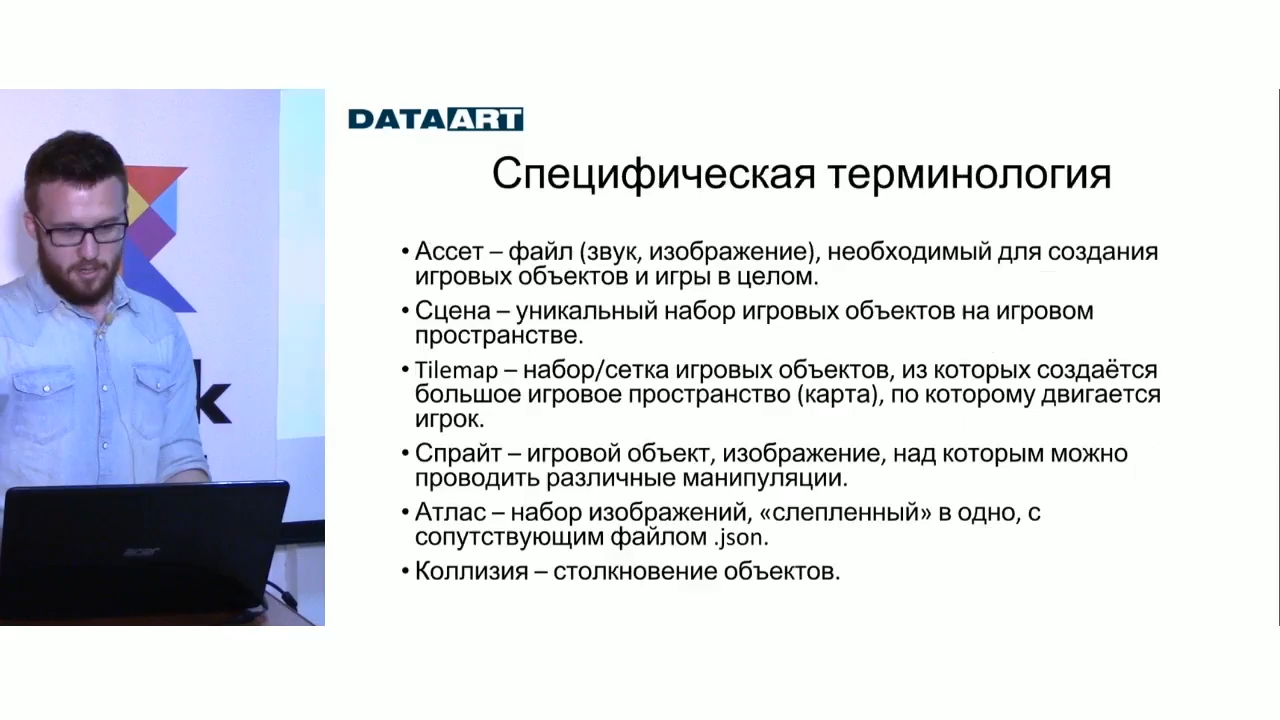 DATAART
Специфическая терминология
• Ассет – файл (звук, изображение), необходимый для создания
игровых объектов и игры в целом.
• Сцена – уникальный набор игровых объектов на игровом
пространстве.
• Tilemap – набор/сетка игровых объектов, из которых создаётся
большое игровое пространство (карта), по которому двигается
игрок.
• Спрайт – игровой объект, изображение, над которым можно
проводить различные манипуляции.
• Атлас – набор изображений, «слепленный» в одно, с
сопутствующим файлом .json.
• Коллизия – столкновение объектов.
k
acer